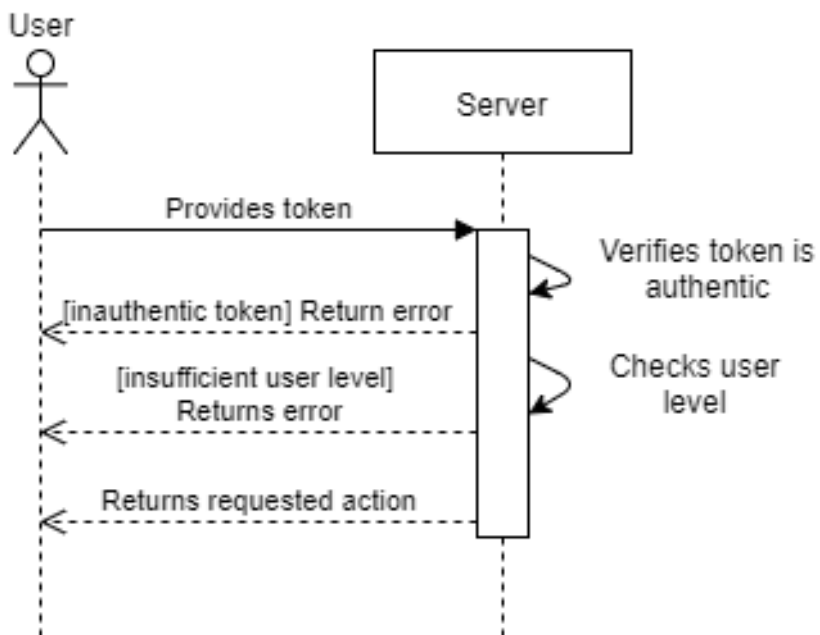 User
Server
Provides token
Verifies token is
authentic
[inauthentic token] Return error
Checks user
level
[insufficient user level]
Returns error
Returns requested action